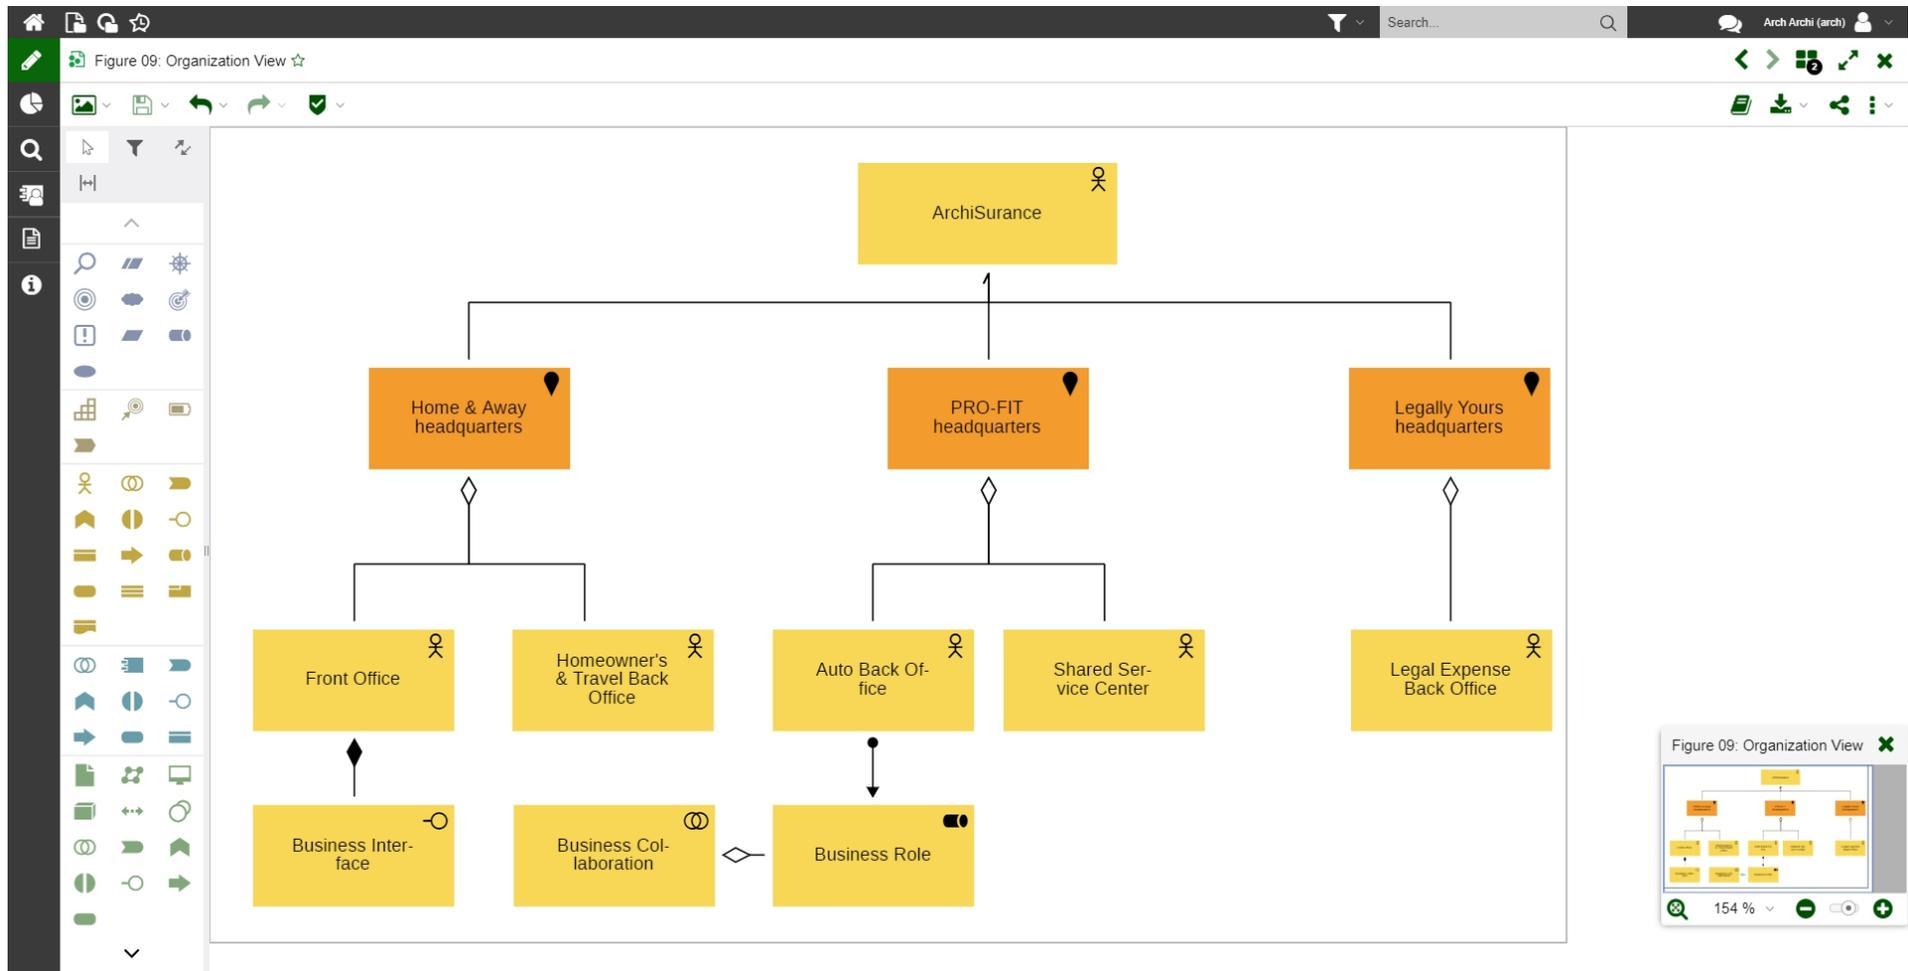 Search...
Arch Archi (arch)
Figure 09: Organization View
2
ArchiSurance
Home & Away
headquarters
PRO-FIT
headquarters
Legally Yours
headquarters
Front Office
Homeowner's
& Travel Back
Office
Auto Back Of-
fice
Shared Ser-
vice Center
Legal Expense
Back Office
Business Inter-
face
Business Col-
laboration
Business Role
Figure 09: Organization View
154 %